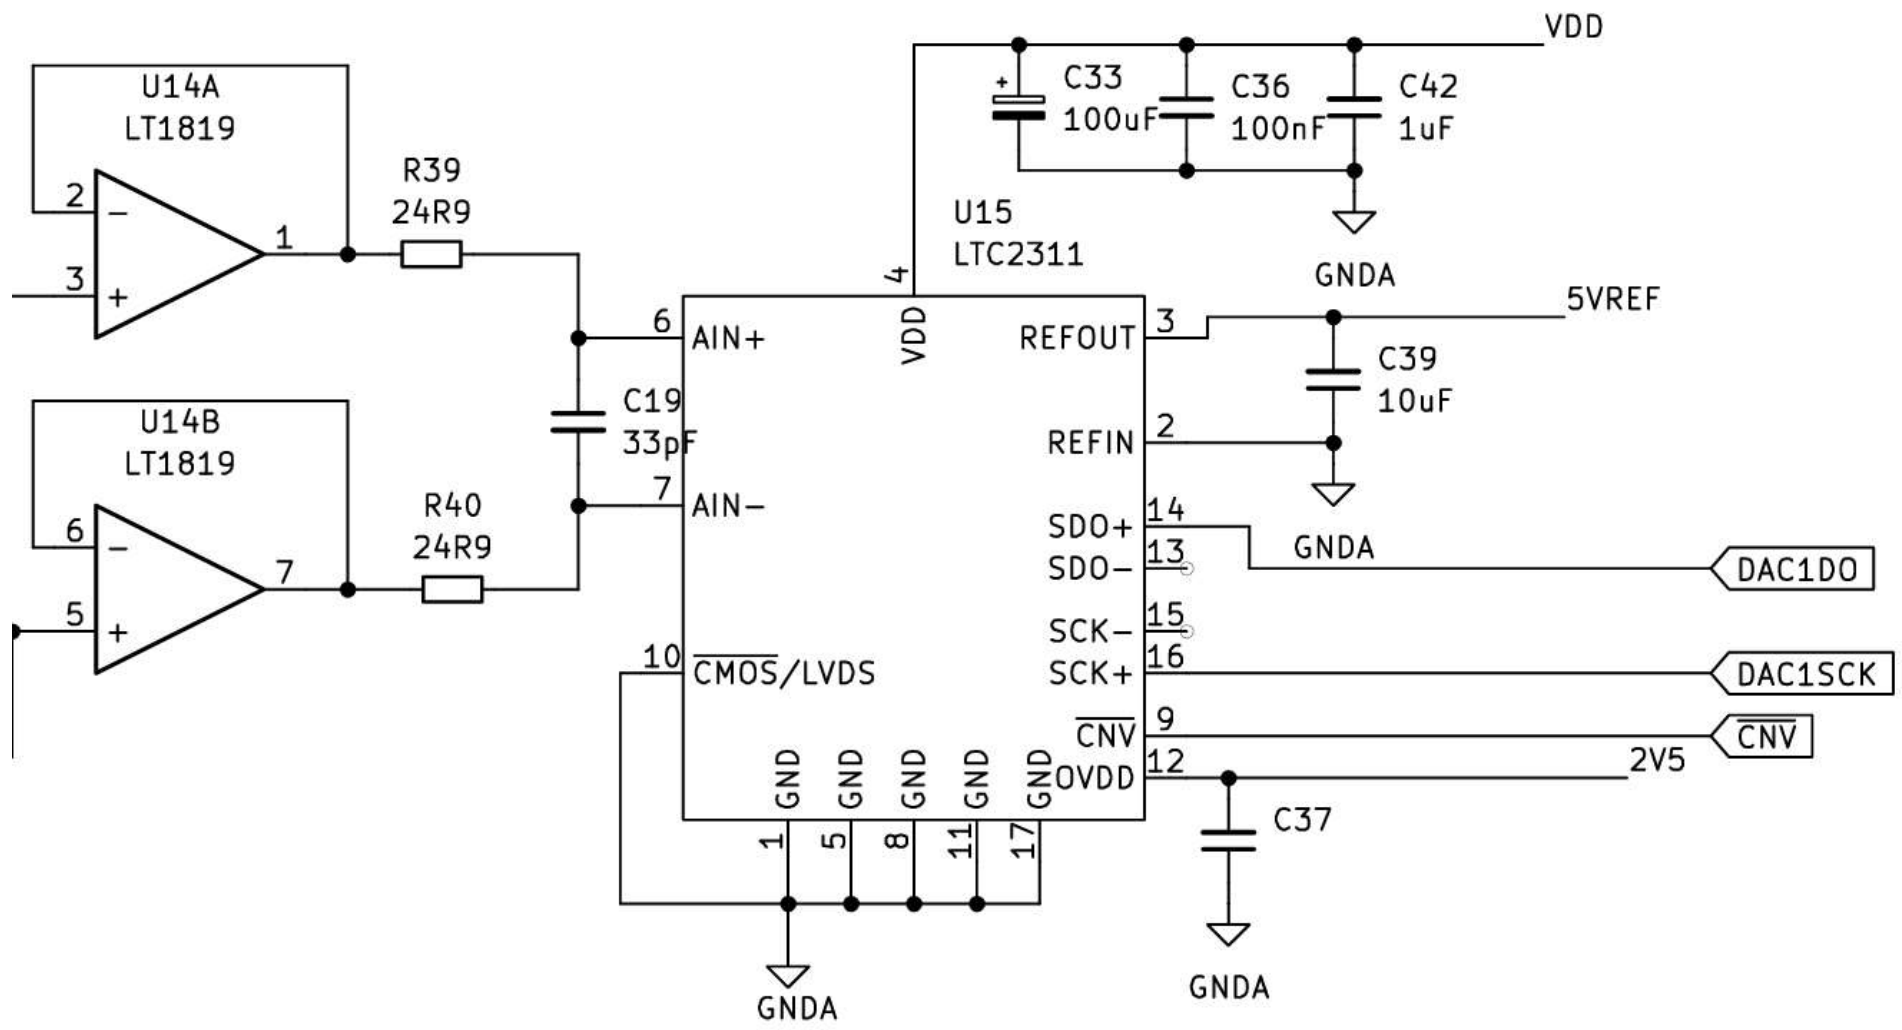 VDD
U14A
LT1819
2
3
1
−
+
R39
24R9
+
C33
100uF
C36
100nF
C42
1uF
GNDA
U15
LTC2311
4
VDD
6
AIN+
7
AIN−
C19
33pF
U14B
LT1819
6
5
7
−
+
R40
24R9
REFOUT
3
5VREF
C39
10uF
REFIN
2
GNDA
SDO+
14
DAC1DO
SDO−
13
SCK−
15
SCK+
16
DAC1SCK
CNV
9
CNV
OVDD
12
2V5
C37
GNDA
10
CMOS/LVDS
GND
GND
GND
GND
GND
1
5
8
11
17
GNDA